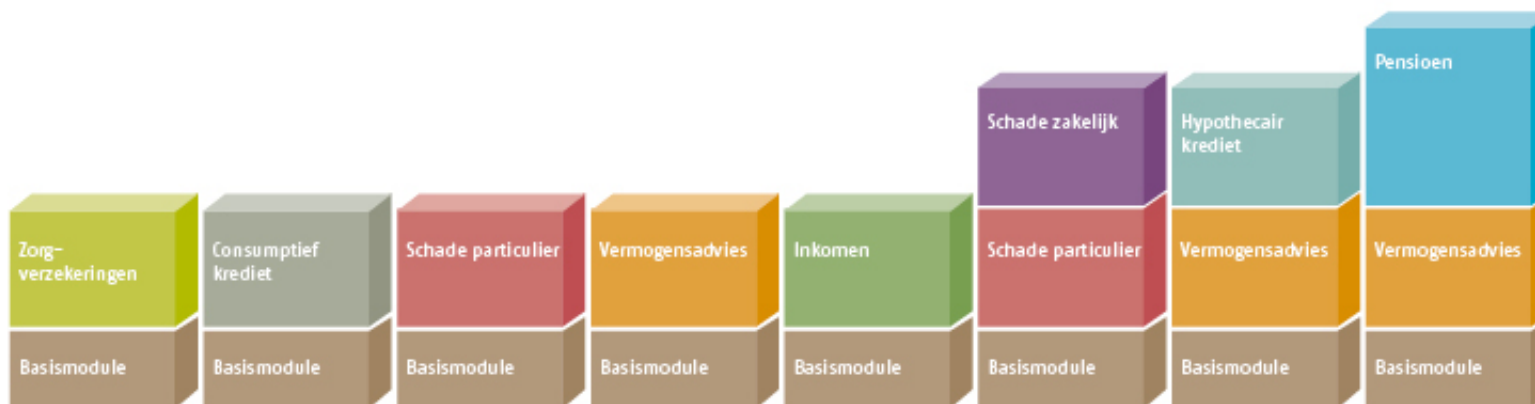 Pensioen
Schade zakelijk
Hypothecair
krediet
Zorg-
verzekeringen
Consumptief
krediet
Schade particulier
Vermogensadvies
Inkomen
Schade particulier
Vermogensadvies
Vermogensadvies
Basismodule
Basismodule
Basismodule
Basismodule
Basismodule
Basismodule
Basismodule
Basismodule